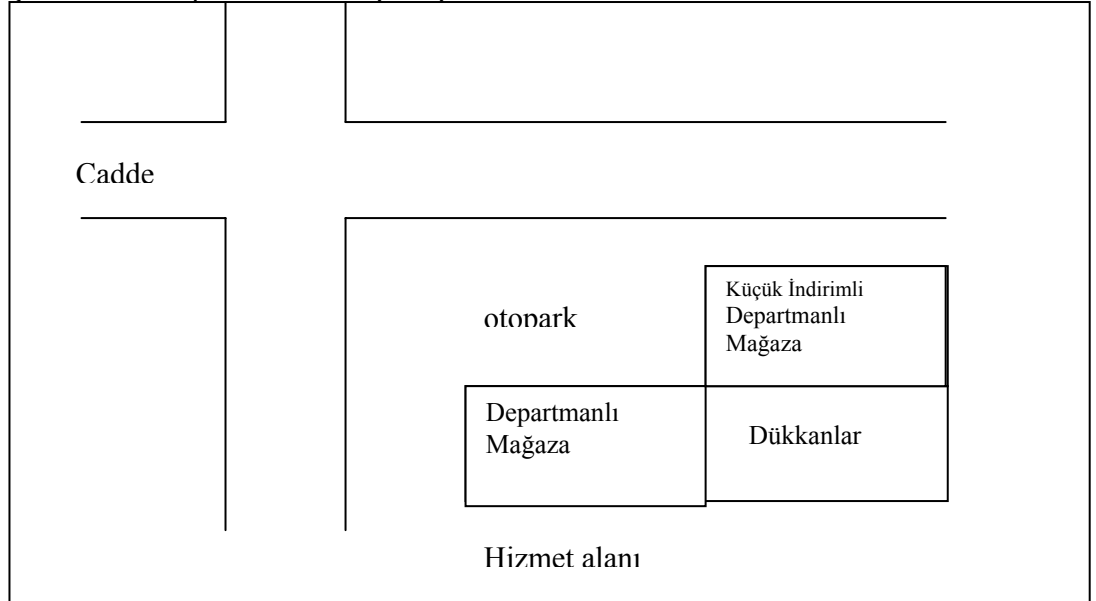 Cadde
Küçük İndirimli
Departmanlı
Mağaza
otopark
Departmanlı
Mağaza
Dükkanlar
Hizmet alanı